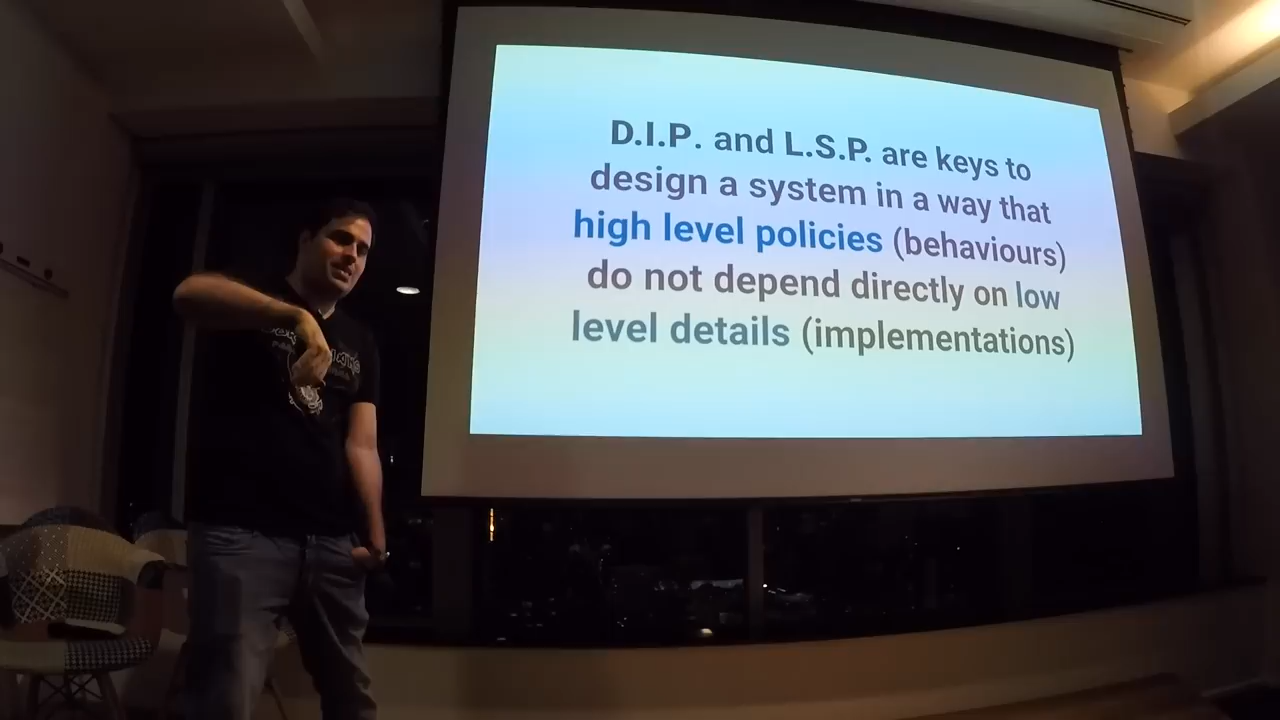 D.I.P. and L.S.P. are keys to
design a system in a way that
high level policies (behaviours)
do not depend directly on low
level details (implementations)